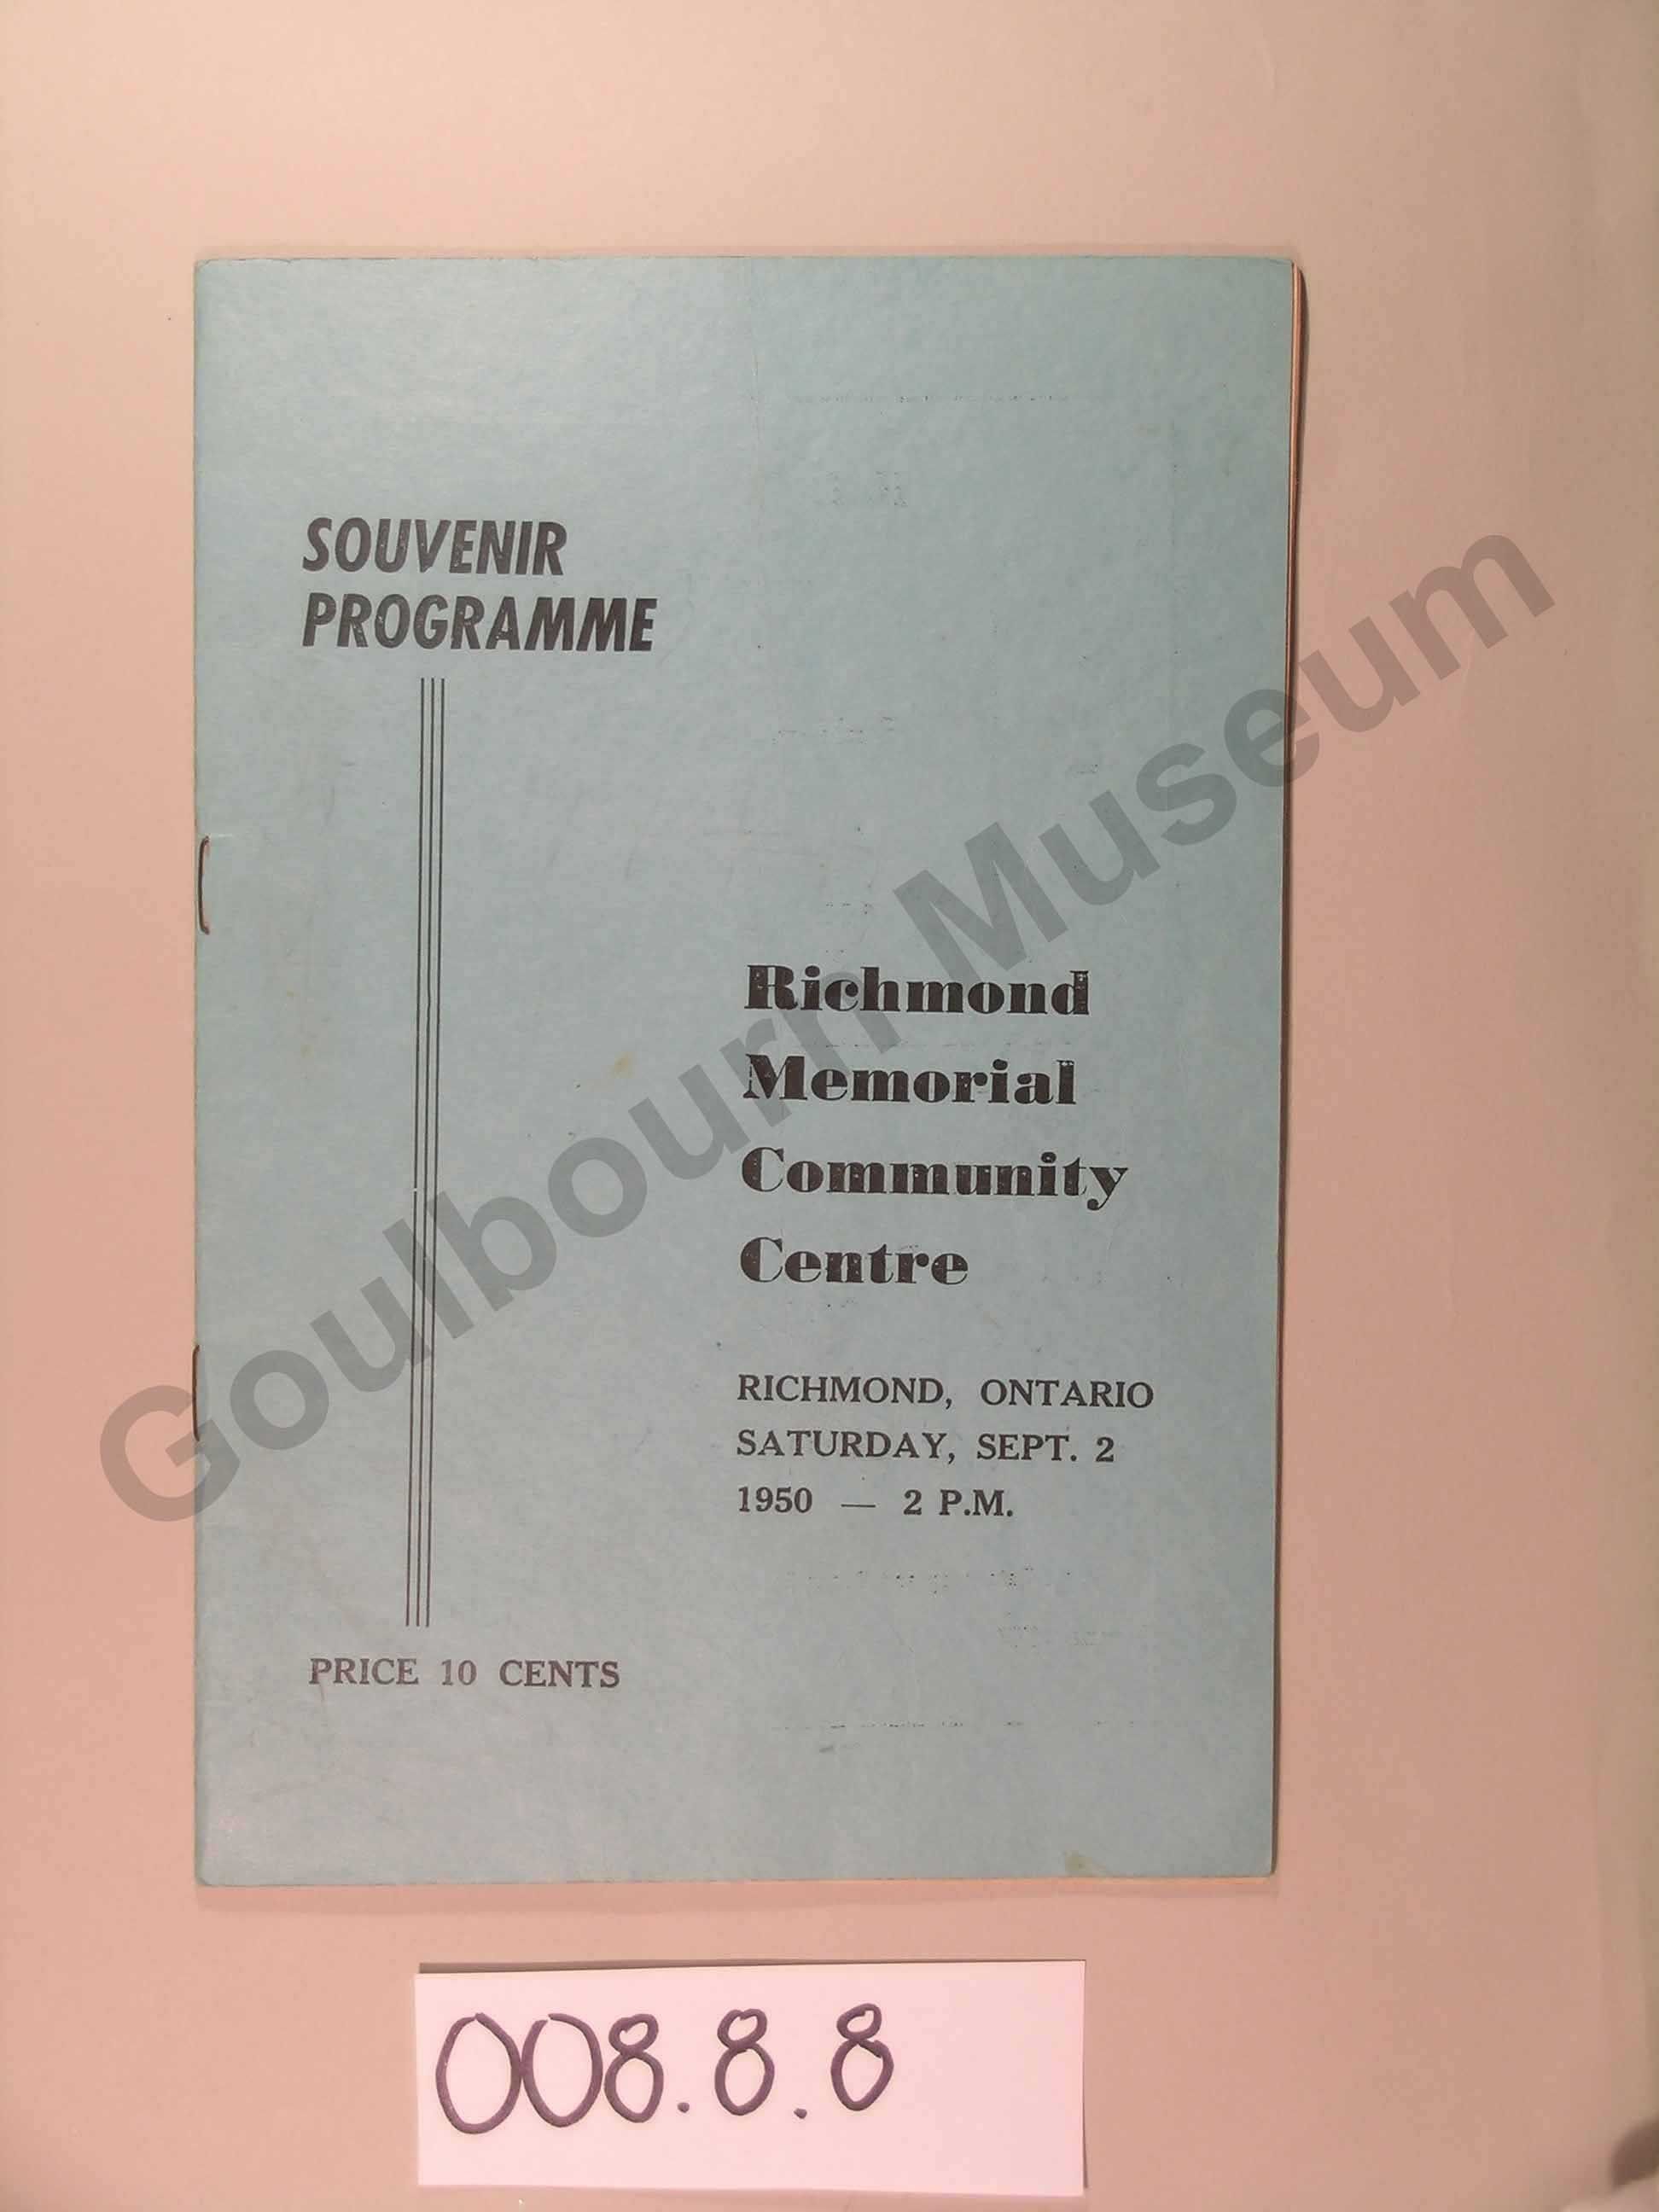 SOUVENIR
PROGRAMME
Richmond
Memorial
Community
Centre
RICHMOND, ONTARIO
SATURDAY, SEPT. 2
1950 — 2 P.M.
PRICE 10 CENTS
Goulbourn Museum
008.8.8